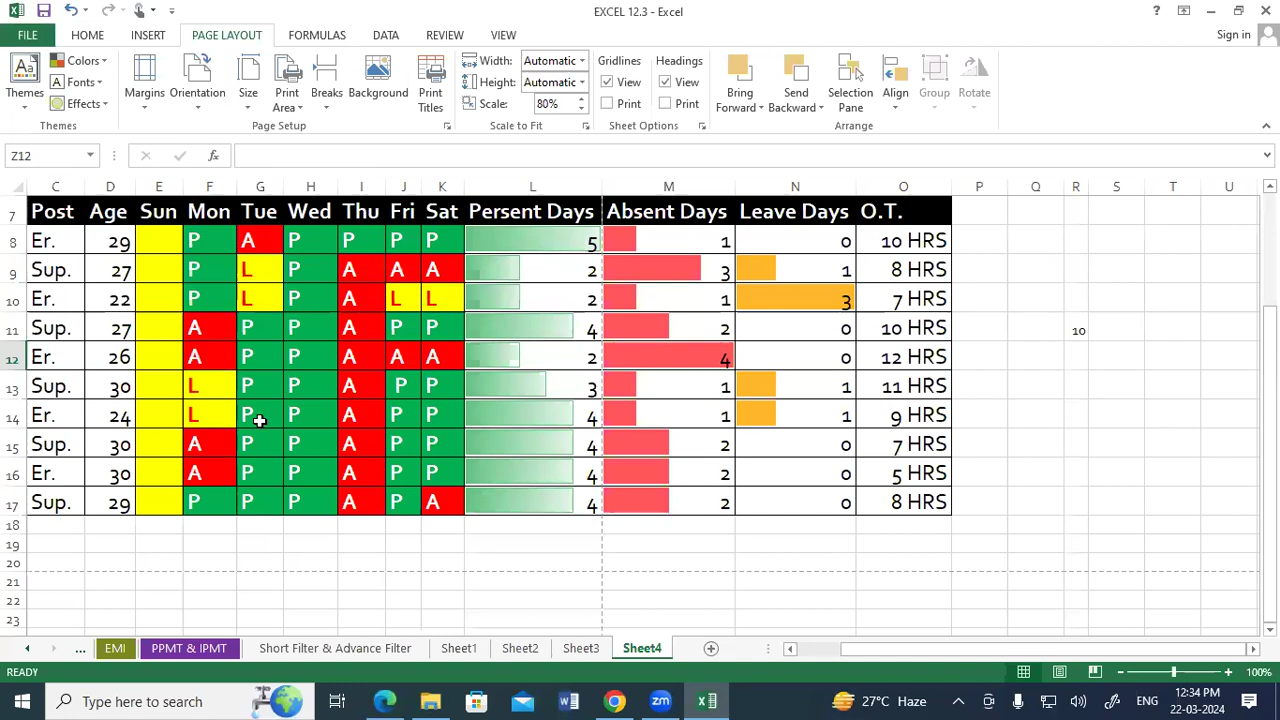 EXCEL 12.3 - Excel
?
FILE HOME INSERT PAGE LAYOUT FORMULAS DATA REVIEW VIEW Sign in
Aa Themes Colors Fonts Effects Themes
Margins Orientation Size Print Area Breaks Background Print Titles Page Setup
Width: Automatic
Height: Automatic
Scale: 80%
Scale to Fit
Gridlines Headings
View View
Print Print
Sheet Options
Bring Forward Send Backward Selection Pane Align Group Rotate Arrange
Z12 fx
C D E F G H I J K L M N O P Q R S T U
7 Post Age Sun Mon Tue Wed Thu Fri Sat Persent Days Absent Days Leave Days O.T.
8 Er. 29 P A P P P P 5 1 0 10 HRS
9 Sup. 27 P L P A A A 2 3 1 8 HRS
10 Er. 22 P L P A L L 2 1 3 7 HRS
11 Sup. 27 A P P A P P 4 2 0 10 HRS 10
12 Er. 26 A P P A A A 2 4 0 12 HRS
13 Sup. 30 L P P A P P 3 1 1 11 HRS
14 Er. 24 L P P A P P 4 1 1 9 HRS
15 Sup. 30 A P P A P P 4 2 0 7 HRS
16 Er. 30 A P P A P P 4 2 0 5 HRS
17 Sup. 29 P P P A P A 4 2 0 8 HRS
18
19
20
21
22
23
... EMI PPMT & IPMT Short Filter & Advance Filter Sheet1 Sheet2 Sheet3 Sheet4
READY 100%
Type here to search 27°C Haze ENG 12:34 PM
22-03-2024